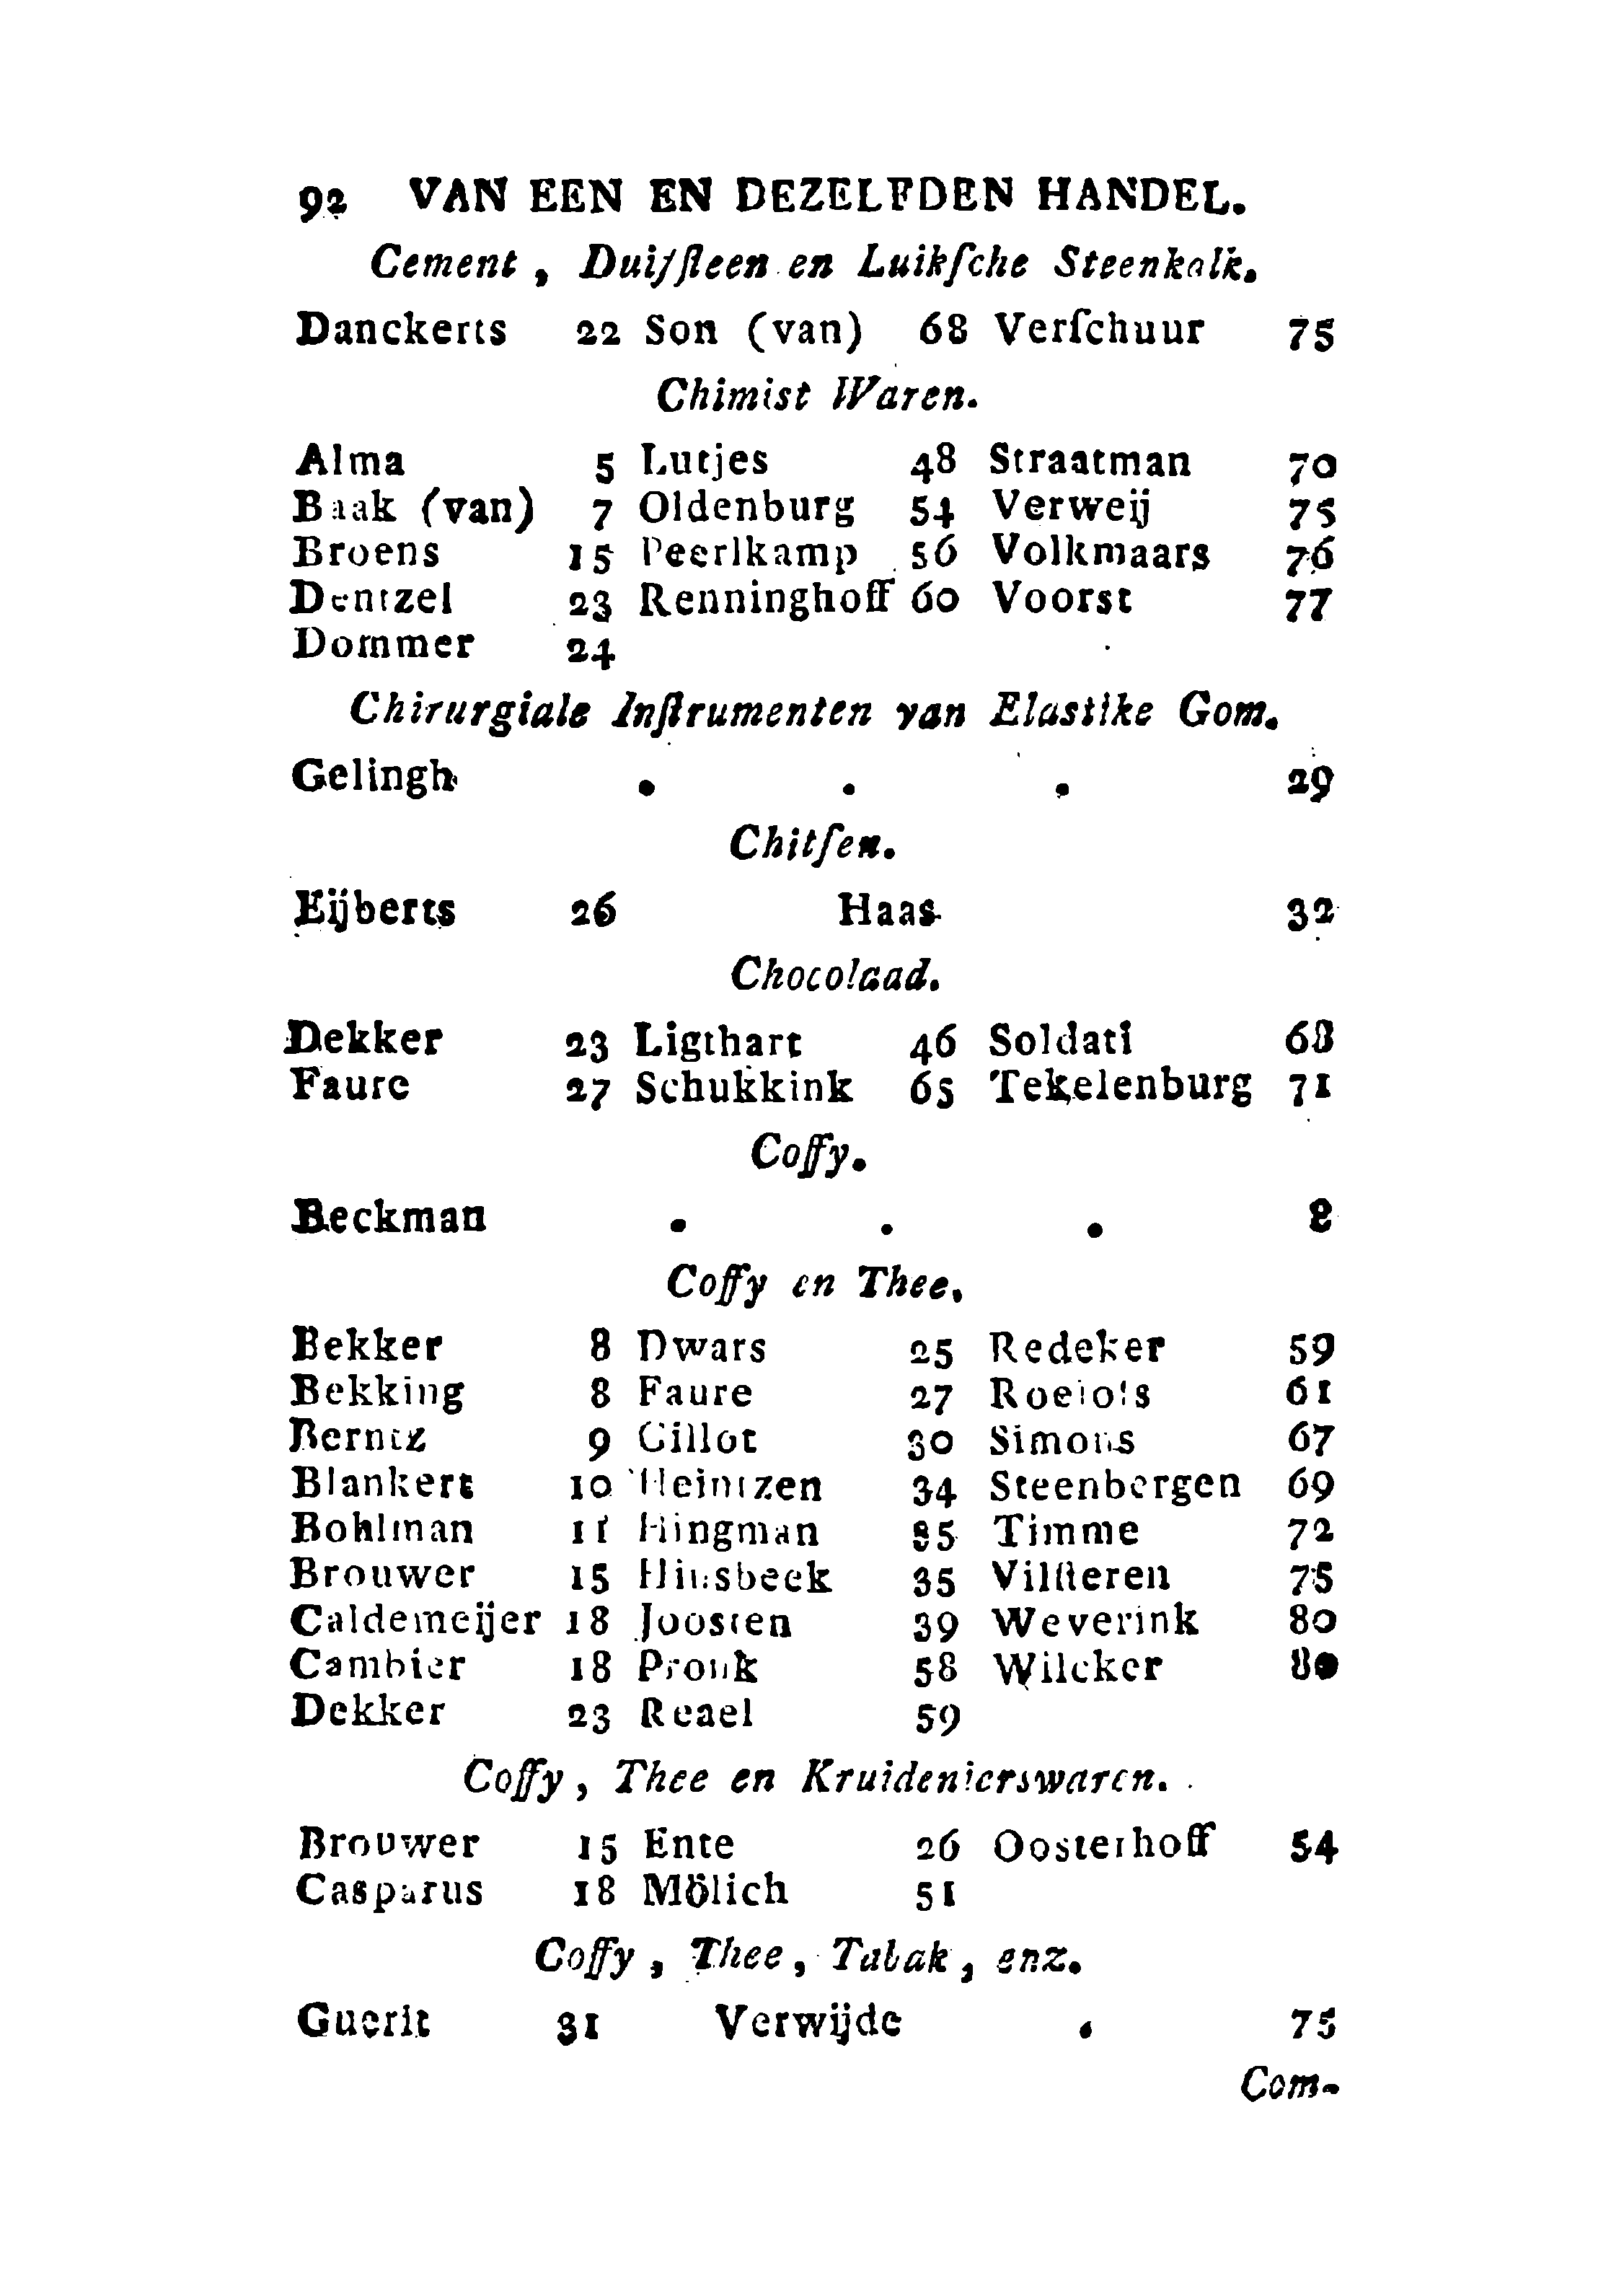 92 VAN EEN EN DEZELFDEN HANDEL.
Cement, Duijſteen en Luikſche Steenkalk.
Danckerts 22 Son (van) 68 Verſchuur 75
Chimist Waren.
Alma 5 Lutjes 48 Straatman 70
Baak (van) 7 Oldenburg 54 Verweij 75
Broens 15 Peerlkamp 56 Volkmaars 76
Dentzel 23 Renninghoff 60 Voorst 77
Dommer 24
Chirurgiale Inſtrumenten van Elastike Gom.
Gelingh . . . 29
Chitſen.
Eijberts 26 Haas 32
Chocolaad.
Dekker 23 Ligthart 46 Soldati 68
Faure 27 Schukkink 65 Tekelenburg 71
Coffy.
Beckman . . . 8
Coffy en Thee.
Bekker 8 Dwars 25 Redeker 59
Bekking 8 Faure 27 61
Berntz 9 Gillot 30 Simons 67
Blankert 10 Heintzen 34 Steenbergen 69
Bohlman 11 Hingman 35 Timme 72
Brouwer 15 Hinsbeek 35 Vilſteren 75
Caldemeijer 18 Joosten 39 Weverink 80
Cambier 18 Pronk 58 Wilcker 80
Dekker 23 Reael 59
Coffy, Thee en Kruidenierswaren.
Brouwer 15 Ente 26 Oosterhoff 54
Casparus 18 Mölich 51
Coffy, Thee, Tabak, enz.
Guerit 31 Verwijde . 75
Com-